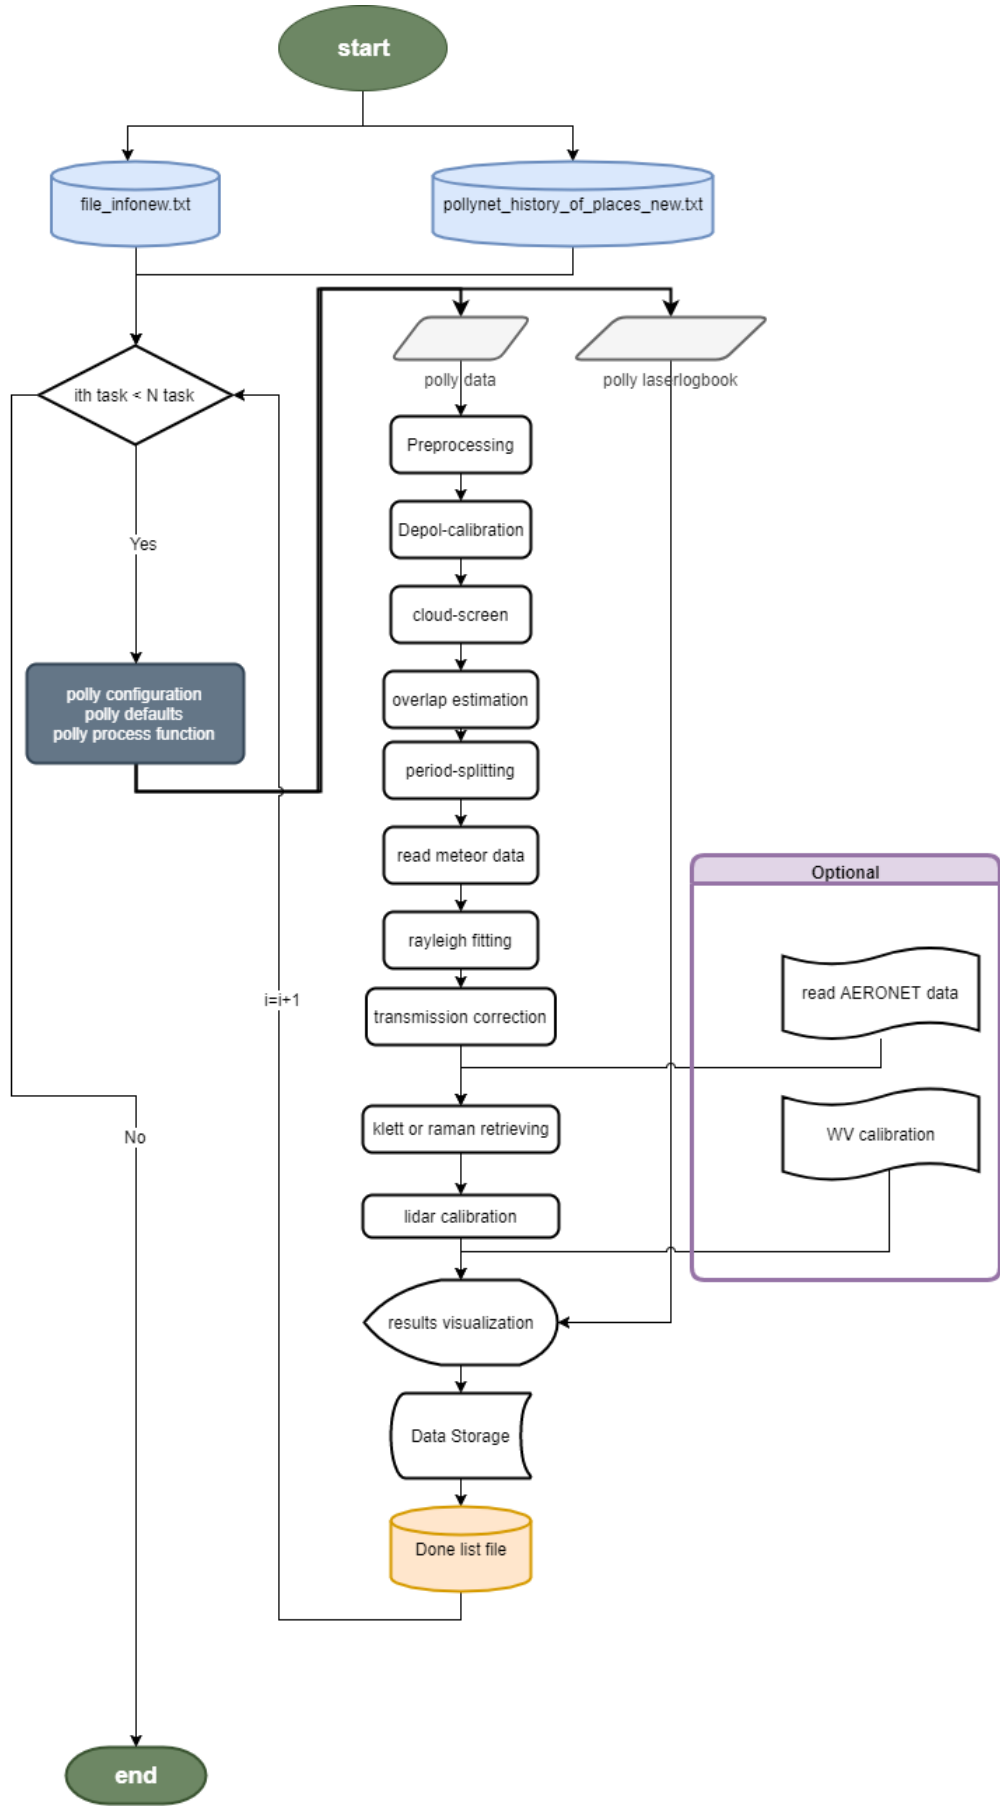 start
file_infonew.txt
pollynet_history_of_places_new.txt
polly data
polly laserlogbook
ith task < N task
Preprocessing
Depol-calibration
Yes
cloud-screen
polly configuration
polly defaults
polly process function
overlap estimation
period-splitting
read meteor data
Optional
rayleigh fitting
read AERONET data
i=i+1
transmission correction
klett or raman retrieving
WV calibration
No
lidar calibration
results visualization
Data Storage
Done list file
end